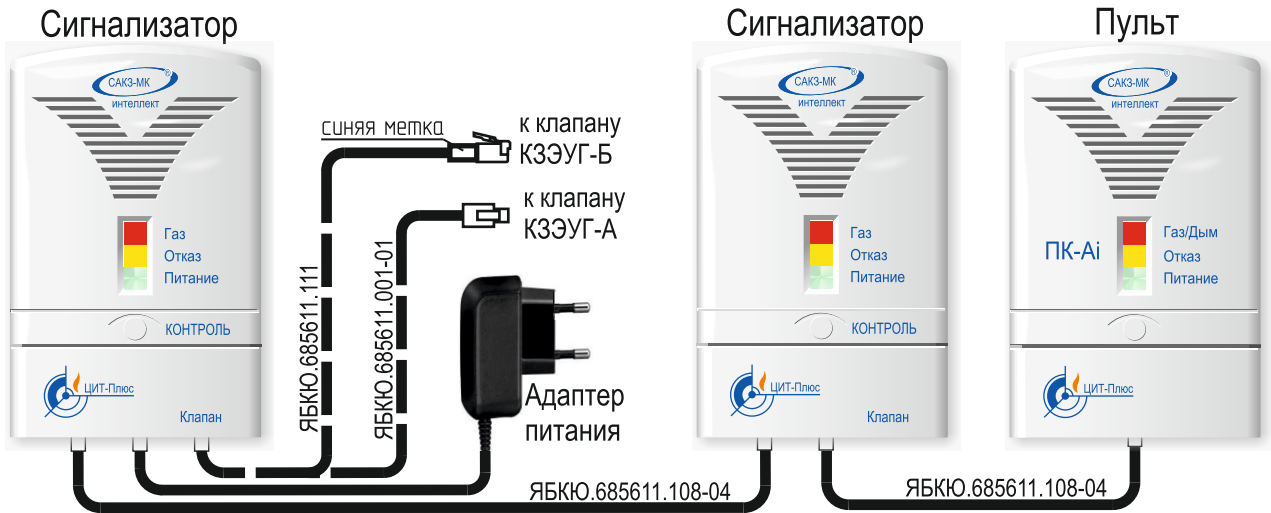 Сигнализатор
САКЗ-МК®
интеллект
Газ
Отказ
Питание
КОНТРОЛЬ
ЦИТ-Плюс
Клапан
синяя метка
к клапану
КЗЭУГ-Б
к клапану
КЗЭУГ-А
ЯБКЮ.685611.111
ЯБКЮ.685611.001-01
Адаптер
питания
ЯБКЮ.685611.108-04
Сигнализатор
САКЗ-МК®
интеллект
Газ
Отказ
Питание
КОНТРОЛЬ
ЦИТ-Плюс
Клапан
ЯБКЮ.685611.108-04
Пульт
САКЗ-МК®
интеллект
ПК-Ai
Газ/Дым
Отказ
Питание
ЦИТ-Плюс